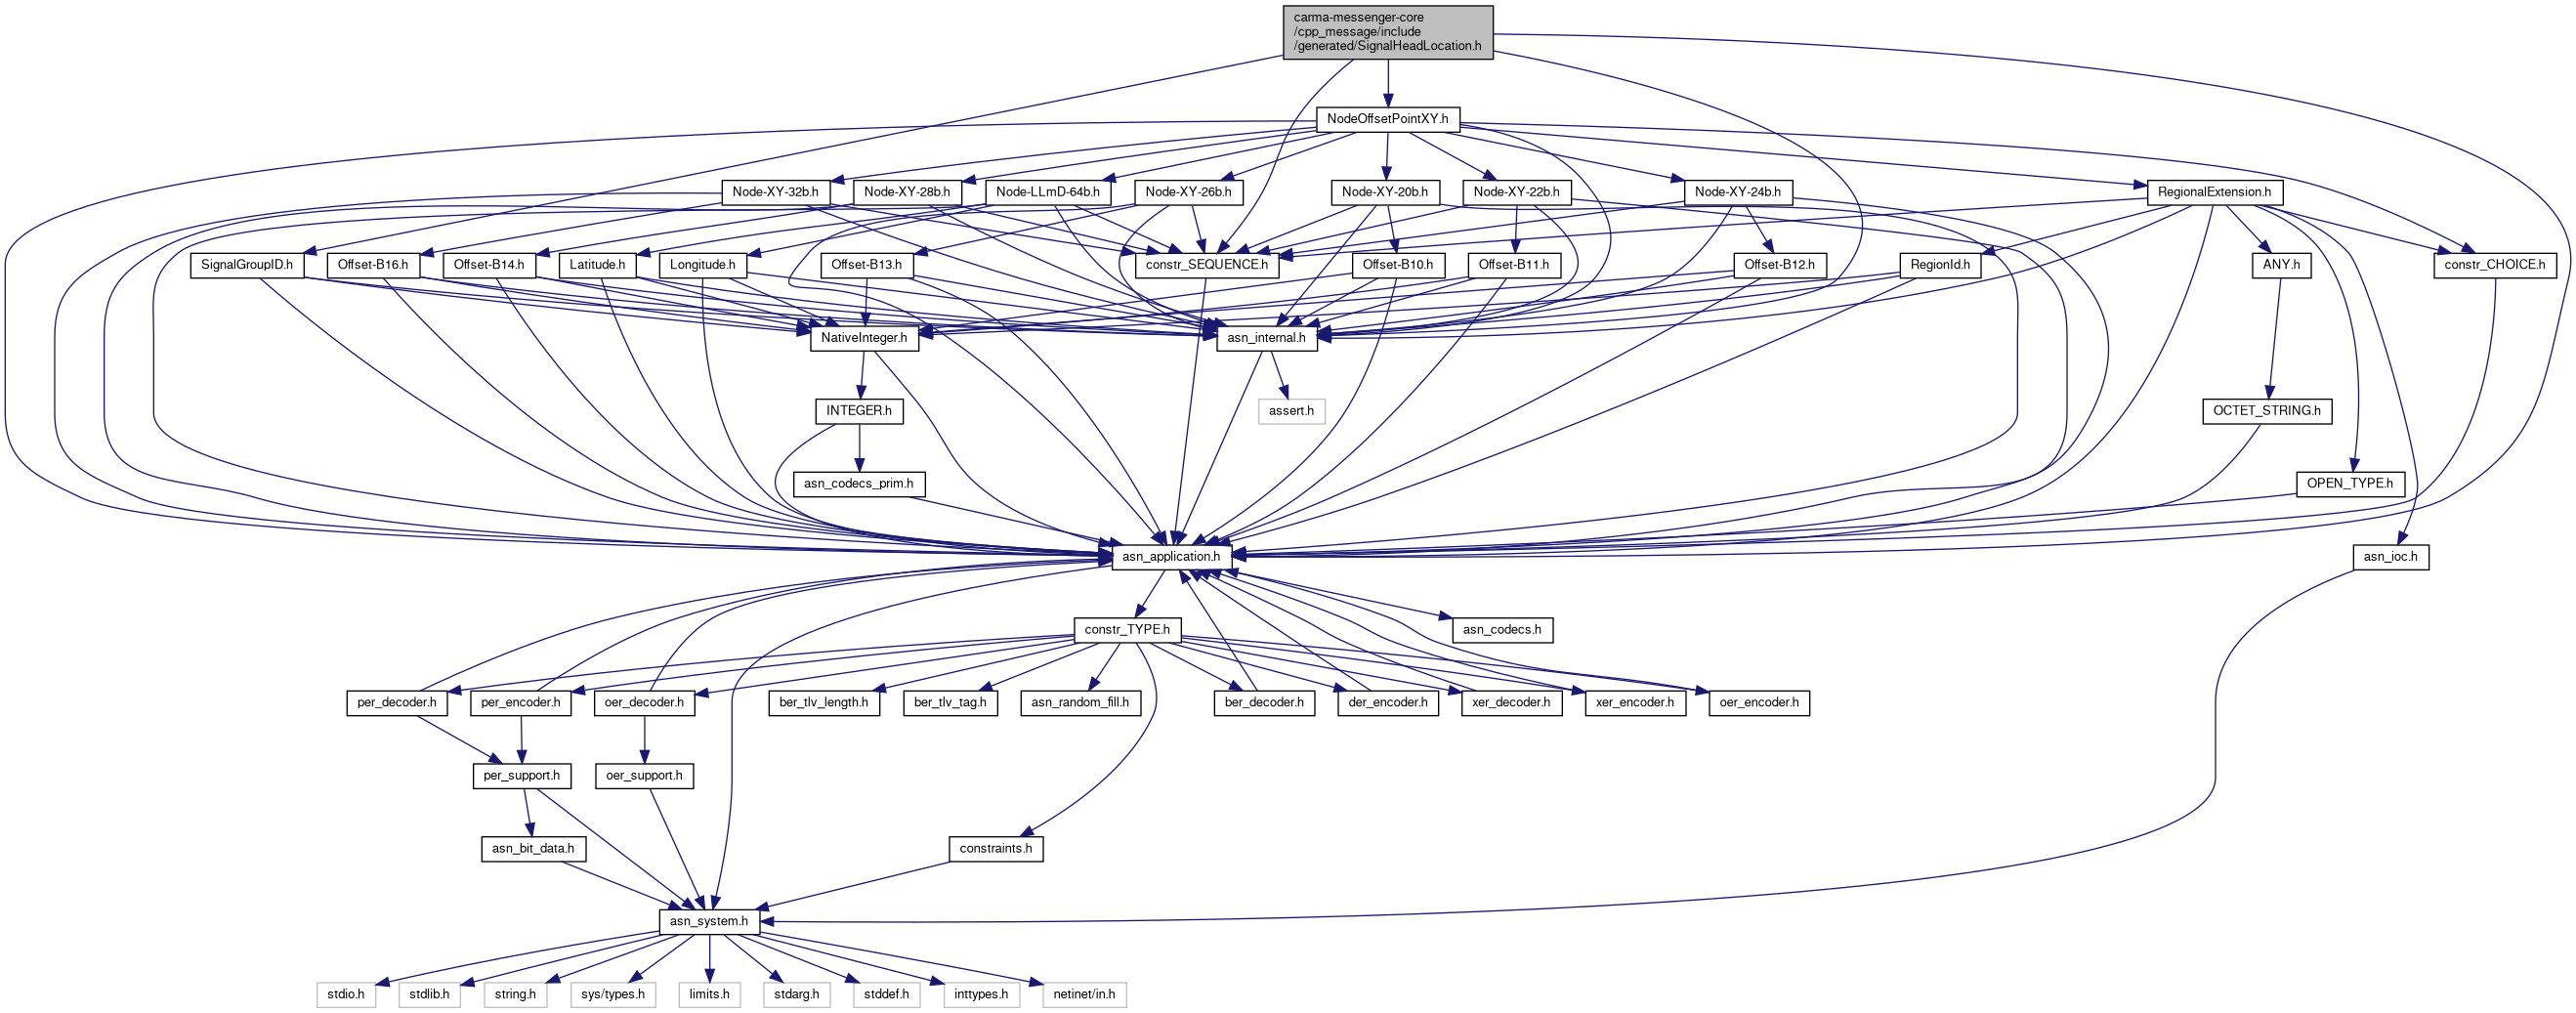 carma-messenger-core
/cpp_message/include
/generated/SignalHeadLocation.h
NodeOffsetPointXY.h
Node-XY-32b.h
Node-XY-28b.h
Node-LLmD-64b.h
Node-XY-26b.h
Node-XY-20b.h
Node-XY-22b.h
Node-XY-24b.h
RegionalExtension.h
SignalGroupID.h
Offset-B16.h
Offset-B14.h
Latitude.h
Longitude.h
Offset-B13.h
constr_SEQUENCE.h
Offset-B10.h
Offset-B11.h
Offset-B12.h
RegionId.h
ANY.h
constr_CHOICE.h
NativeInteger.h
asn_internal.h
INTEGER.h
assert.h
OCTET_STRING.h
asn_codecs_prim.h
OPEN_TYPE.h
asn_application.h
asn_ioc.h
constr_TYPE.h
asn_codecs.h
per_decoder.h
per_encoder.h
oer_decoder.h
ber_tlv_length.h
ber_tlv_tag.h
asn_random_fill.h
ber_decoder.h
der_encoder.h
xer_decoder.h
xer_encoder.h
oer_encoder.h
per_support.h
oer_support.h
asn_bit_data.h
constraints.h
asn_system.h
stdio.h
stdlib.h
string.h
sys/types.h
limits.h
stdarg.h
stddef.h
inttypes.h
netinet/in.h